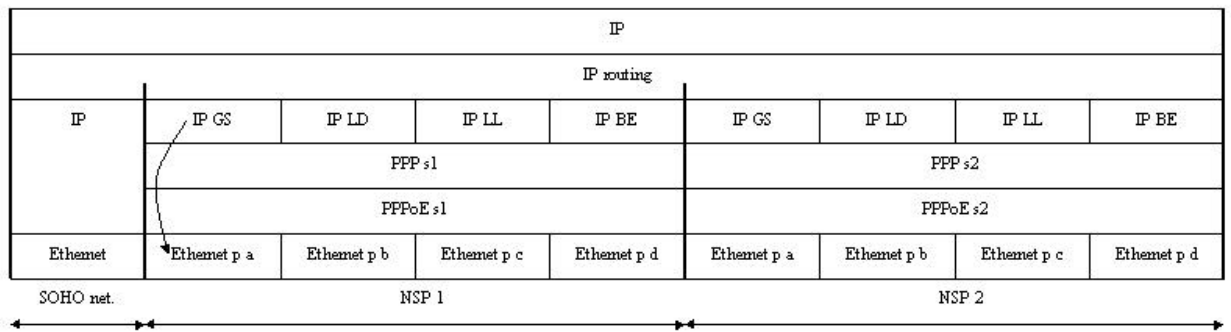 IP
IP routing
IP IP GS IP LD IP LL IP BE IP GS IP LD IP LL IP BE
PPP s1 PPP s2
PPPoE s1 PPPoE s2
Ethernet Ethernet p a Ethernet p b Ethernet p c Ethernet p d Ethernet p a Ethernet p b Ethernet p c Ethernet p d
SOHO net. NSP 1 NSP 2